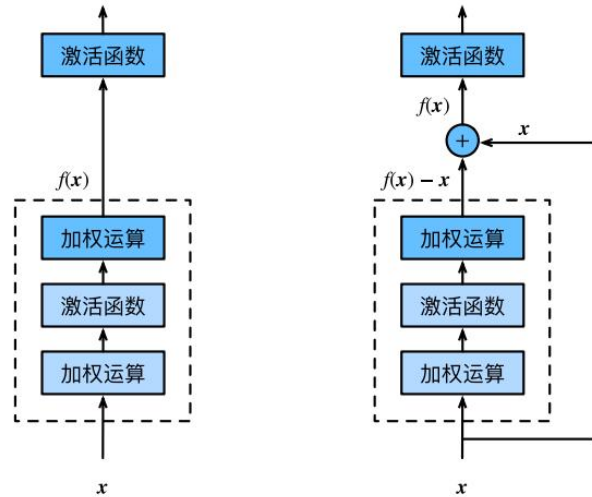 激活函数
f(x)
加权运算
激活函数
加权运算
x
激活函数
f(x)
x
+
f(x) − x
加权运算
激活函数
加权运算
x